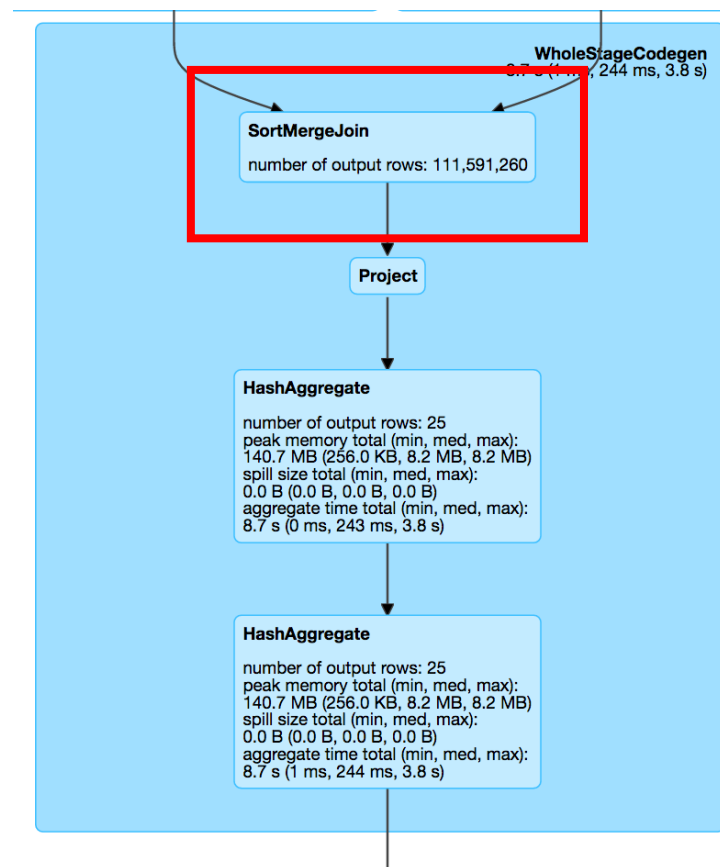 WholeStageCodegen
8.7 s (1 ms, 244 ms, 3.8 s)
SortMergeJoin
number of output rows: 111,591,260
Project
HashAggregate
number of output rows: 25
peak memory total (min, med, max):
140.7 MB (256.0 KB, 8.2 MB, 8.2 MB)
spill size total (min, med, max):
0.0 B (0.0 B, 0.0 B, 0.0 B)
aggregate time total (min, med, max):
8.7 s (0 ms, 243 ms, 3.8 s)
HashAggregate
number of output rows: 25
peak memory total (min, med, max):
140.7 MB (256.0 KB, 8.2 MB, 8.2 MB)
spill size total (min, med, max):
0.0 B (0.0 B, 0.0 B, 0.0 B)
aggregate time total (min, med, max):
8.7 s (1 ms, 244 ms, 3.8 s)